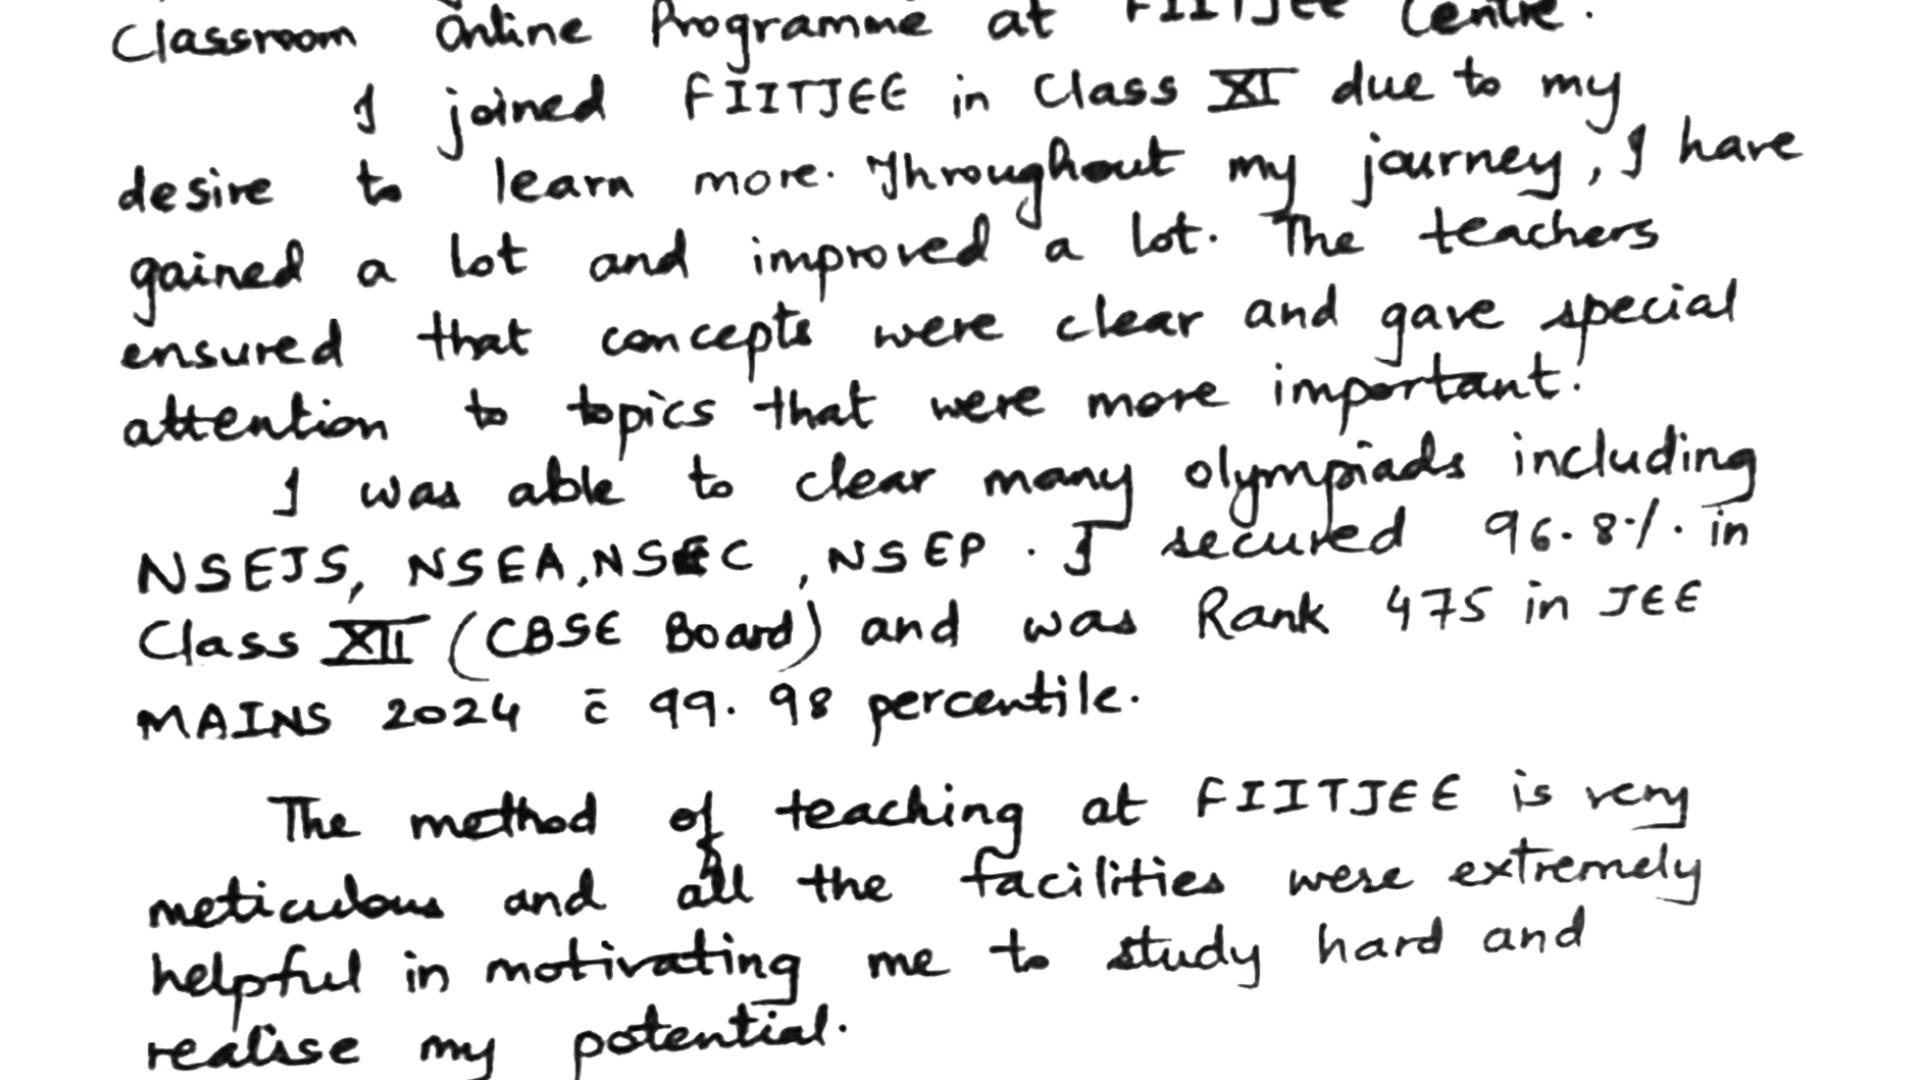 Classroom Online Programme at FIITJEE Centre.
I joined FIITJEE in Class XI due to my
desire to learn more. Throughout my journey, I have
gained a lot and improved a lot. The teachers
ensured that concepts were clear and gave special
attention to topics that were more important.
I was able to clear many olympiads including
NSEJS, NSEA, NSEC, NSEP. I secured 96.8% in
Class XII (CBSE Board) and was Rank 475 in JEE
MAINS 2024 c̄ 99.98 percentile.
The method of teaching at FIITJEE is very
meticulous and all the facilities were extremely
helpful in motivating me to study hard and
realise my potential.